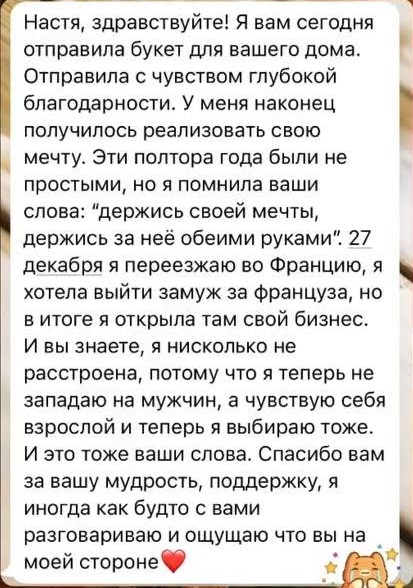 Настя, здравствуйте! Я вам сегодня
отправила букет для вашего дома.
Отправила с чувством глубокой
благодарности. У меня наконец
получилось реализовать свою
мечту. Эти полтора года были не
простыми, но я помнила ваши
слова: "держись своей мечты,
держись за неё обеими руками". 27
декабря я переезжаю во Францию, я
хотела выйти замуж за француза, но
в итоге я открыла там свой бизнес.
И вы знаете, я нисколько не
расстроена, потому что я теперь не
западаю на мужчин, а чувствую себя
взрослой и теперь я выбираю тоже.
И это тоже ваши слова. Спасибо вам
за вашу мудрость, поддержку, я
иногда как будто с вами
разговариваю и ощущаю что вы на
моей стороне❤️